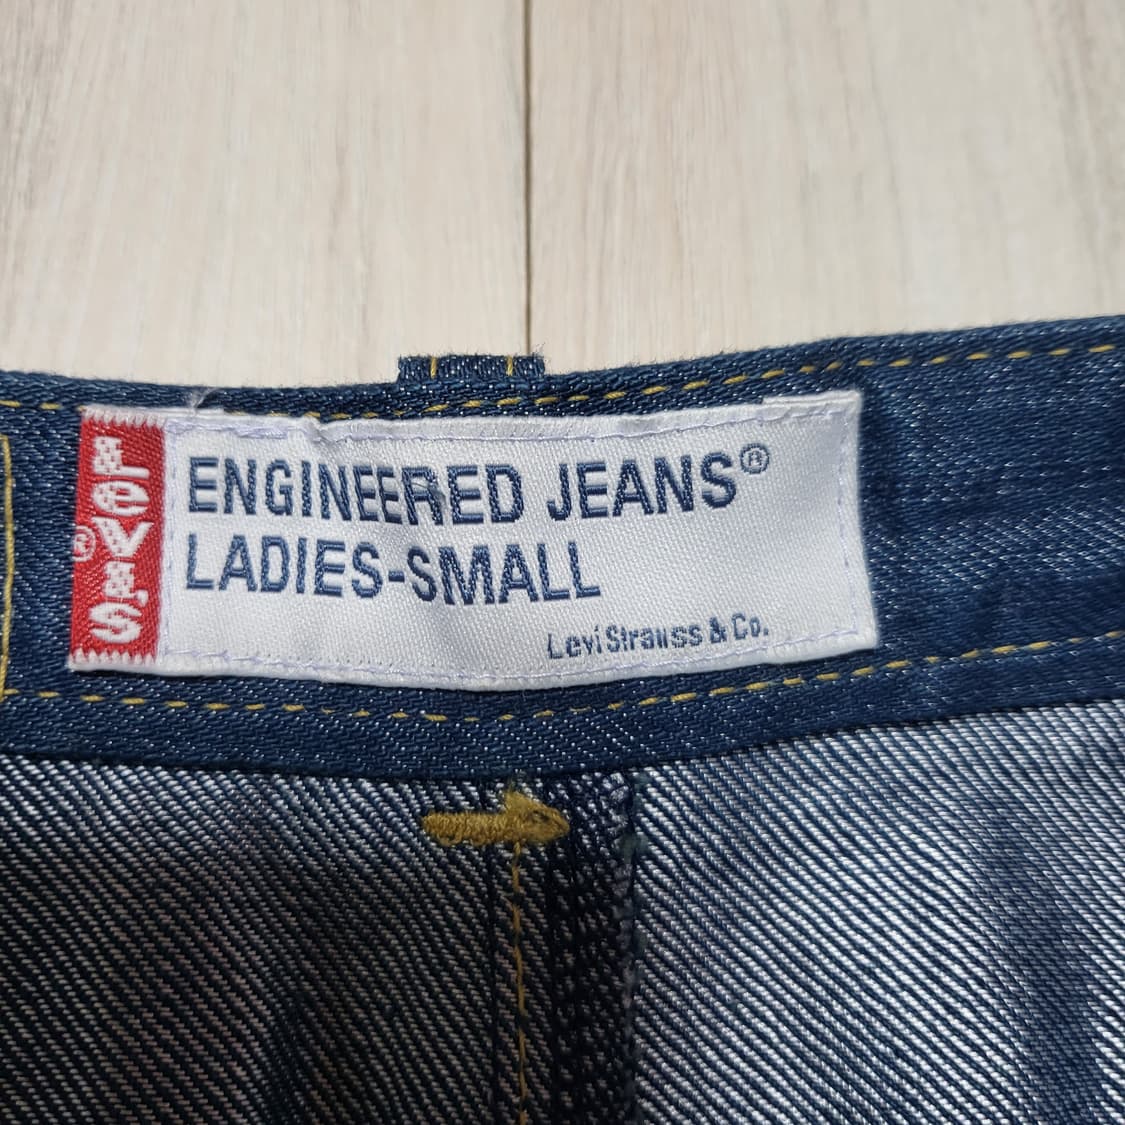 LEVI'S®
ENGINEERED JEANS®
LADIES-SMALL
Levi Strauss & Co.